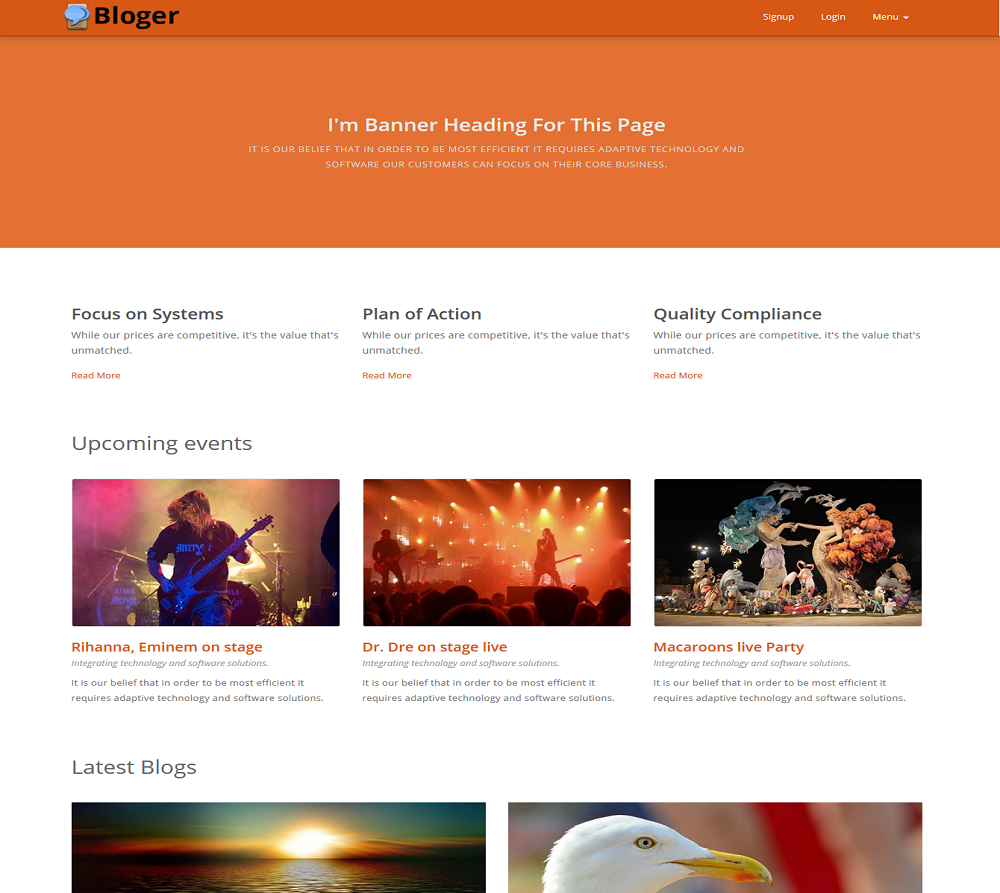 Bloger
Signup Login Menu
I'm Banner Heading For This Page
IT IS OUR BELIEF THAT IN ORDER TO BE MOST EFFICIENT IT REQUIRES ADAPTIVE TECHNOLOGY AND
SOFTWARE OUR CUSTOMERS CAN FOCUS ON THEIR CORE BUSINESS.
Focus on Systems
While our prices are competitive, it's the value that's
unmatched.
Read More
Plan of Action
While our prices are competitive, it's the value that's
unmatched.
Read More
Quality Compliance
While our prices are competitive, it's the value that's
unmatched.
Read More
Upcoming events
Rihanna, Eminem on stage
Integrating technology and software solutions.
It is our belief that in order to be most efficient it
requires adaptive technology and software solutions.
Dr. Dre on stage live
Integrating technology and software solutions.
It is our belief that in order to be most efficient it
requires adaptive technology and software solutions.
Macaroons live Party
Integrating technology and software solutions.
It is our belief that in order to be most efficient it
requires adaptive technology and software solutions.
Latest Blogs